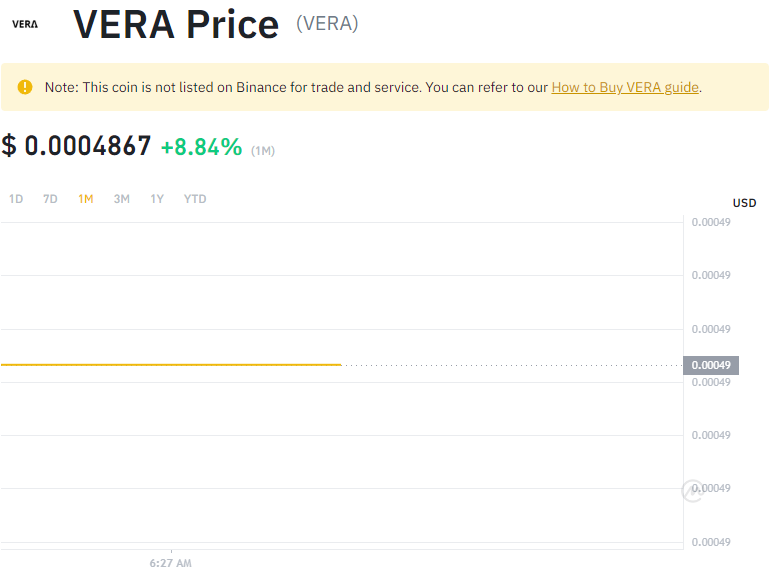 VERA
VERA Price (VERA)
Note: This coin is not listed on Binance for trade and service. You can refer to our How to Buy VERA guide.
$ 0.0004867 +8.84% (1M)
1D 7D 1M 3M 1Y YTD
USD
0.00049
0.00049
0.00049
0.00049
0.00049
0.00049
0.00049
0.00049
6:27 AM